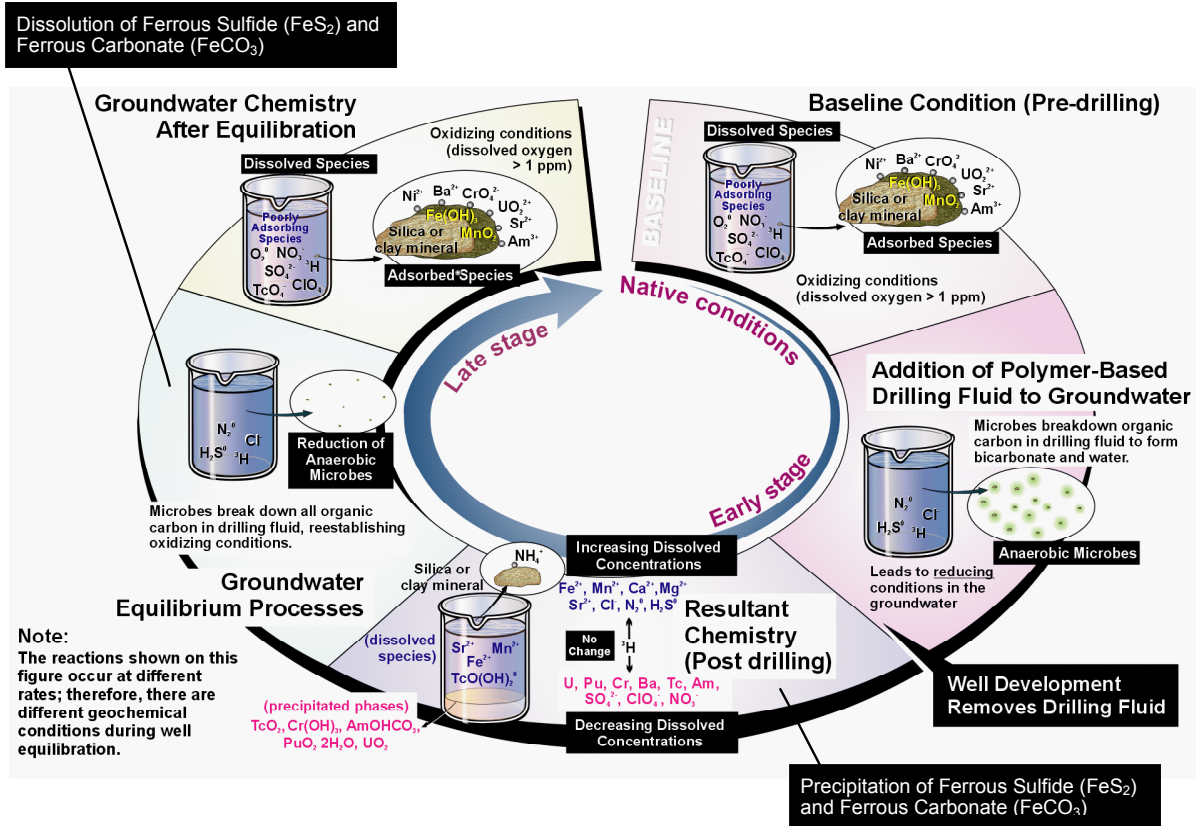 Dissolution of Ferrous Sulfide (FeS₂) and
Ferrous Carbonate (FeCO₃)
Groundwater Chemistry
After Equilibration
Oxidizing conditions
(dissolved oxygen
> 1 ppm)
Dissolved Species
Poorly
Adsorbing
Species
O₂⁰ NO₃⁻
³H
SO₄²⁻
TcO₄⁻ ClO₄⁻
Ni²⁺ Ba²⁺ CrO₄²⁻
UO₂²⁺
Sr²⁺
Am³⁺
Fe(OH)₃
MnO₂
Silica or
clay mineral
Adsorbed Species
BASELINE
Baseline Condition (Pre-drilling)
Dissolved Species
Poorly
Adsorbing
Species
O₂⁰ NO₃⁻
³H
SO₄²⁻
TcO₄⁻ ClO₄⁻
Ni²⁺ Ba²⁺ CrO₄
UO₂²⁺
Sr²⁺
Am³⁺
Fe(OH)₃
MnO₂
Silica or
clay mineral
Adsorbed Species
Oxidizing conditions
(dissolved oxygen > 1 ppm)
Native conditions
Early stage
Late stage
Addition of Polymer-Based
Drilling Fluid to Groundwater
Microbes breakdown organic
carbon in drilling fluid to form
bicarbonate and water.
N₂⁰
Cl⁻
H₂S⁰ ³H
Anaerobic Microbes
Leads to reducing
conditions in the
groundwater
Well Development
Removes Drilling Fluid
N₂⁰
Cl⁻
H₂S⁰ ³H
Reduction of
Anaerobic
Microbes
Microbes break down all organic
carbon in drilling fluid, reestablishing
oxidizing conditions.
Groundwater
Equilibrium Processes
Silica or
clay mineral
NH₄⁺
(dissolved
species)
Sr²⁺ Mn²⁺
Fe²⁺
TcO(OH)₂⁰
(precipitated phases)
TcO₂, Cr(OH)₃, AmOHCO₃,
PuO₂ 2H₂O, UO₂
Increasing Dissolved
Concentrations
Fe²⁺, Mn²⁺, Ca²⁺,Mg²⁺
Sr²⁺, Cl⁻, N₂⁰, H₂S⁰
No
Change
³H
U, Pu, Cr, Ba, Tc, Am,
SO₄²⁻, ClO₄⁻, NO₃⁻
Decreasing Dissolved
Concentrations
Resultant
Chemistry
(Post drilling)
Precipitation of Ferrous Sulfide (FeS₂)
and Ferrous Carbonate (FeCO₃)
Note:
The reactions shown on this
figure occur at different
rates; therefore, there are
different geochemical
conditions during well
equilibration.